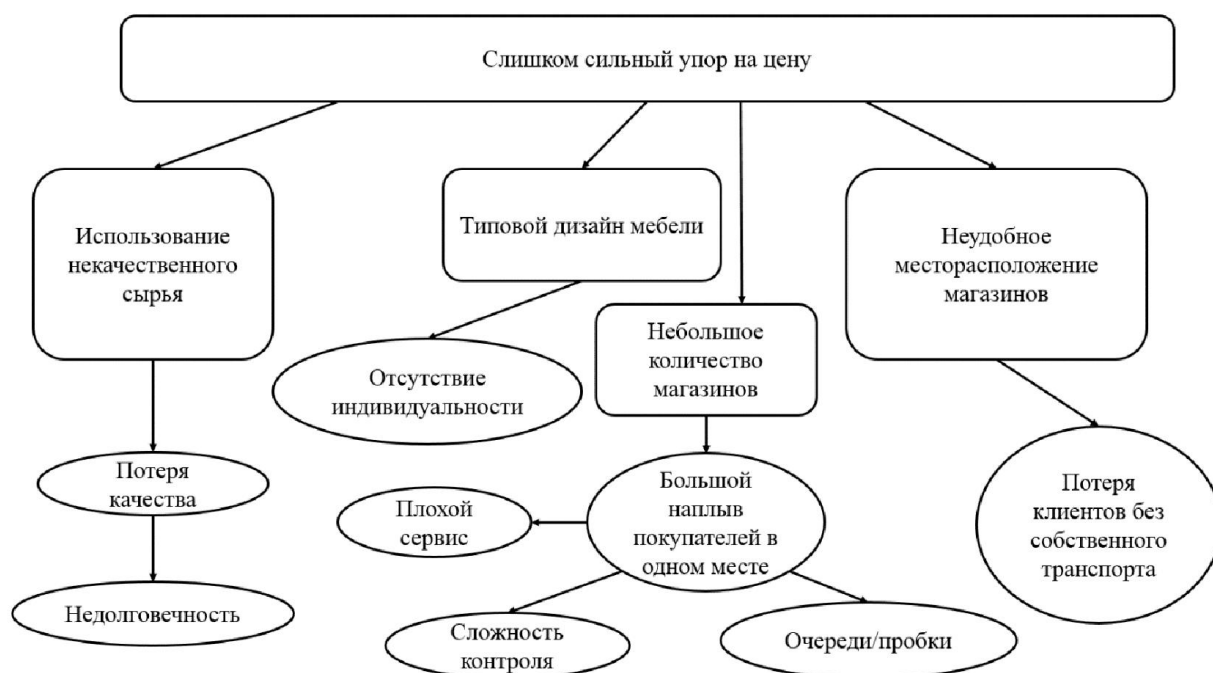 Слишком сильный упор на цену
Использование
некачественного
сырья
Типовой дизайн мебели
Небольшое
количество
магазинов
Неудобное
месторасположение
магазинов
Отсутствие
индивидуальности
Потеря
качества
Плохой
сервис
Большой
наплыв
покупателей в
одном месте
Потеря
клиентов без
собственного
транспорта
Недолговечность
Сложность
контроля
Очереди/пробки